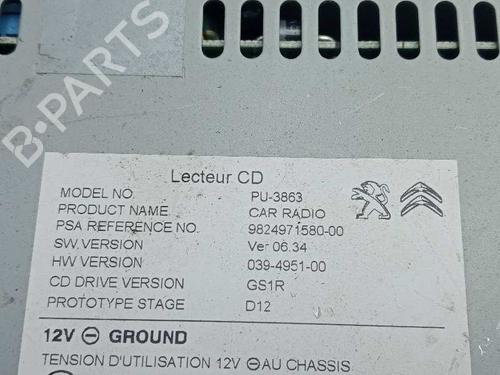 B-PARTS
Lecteur CD
MODEL NO. PU-3863
PRODUCT NAME CAR RADIO
PSA REFERENCE NO. 9824971580-00
SW.VERSION Ver 06.34
HW VERSION 039-4951-00
CD DRIVE VERSION GS1R
PROTOTYPE STAGE D12
12V ⊖ GROUND
TENSION D'UTILISATION 12V ⊖ AU CHASSIS